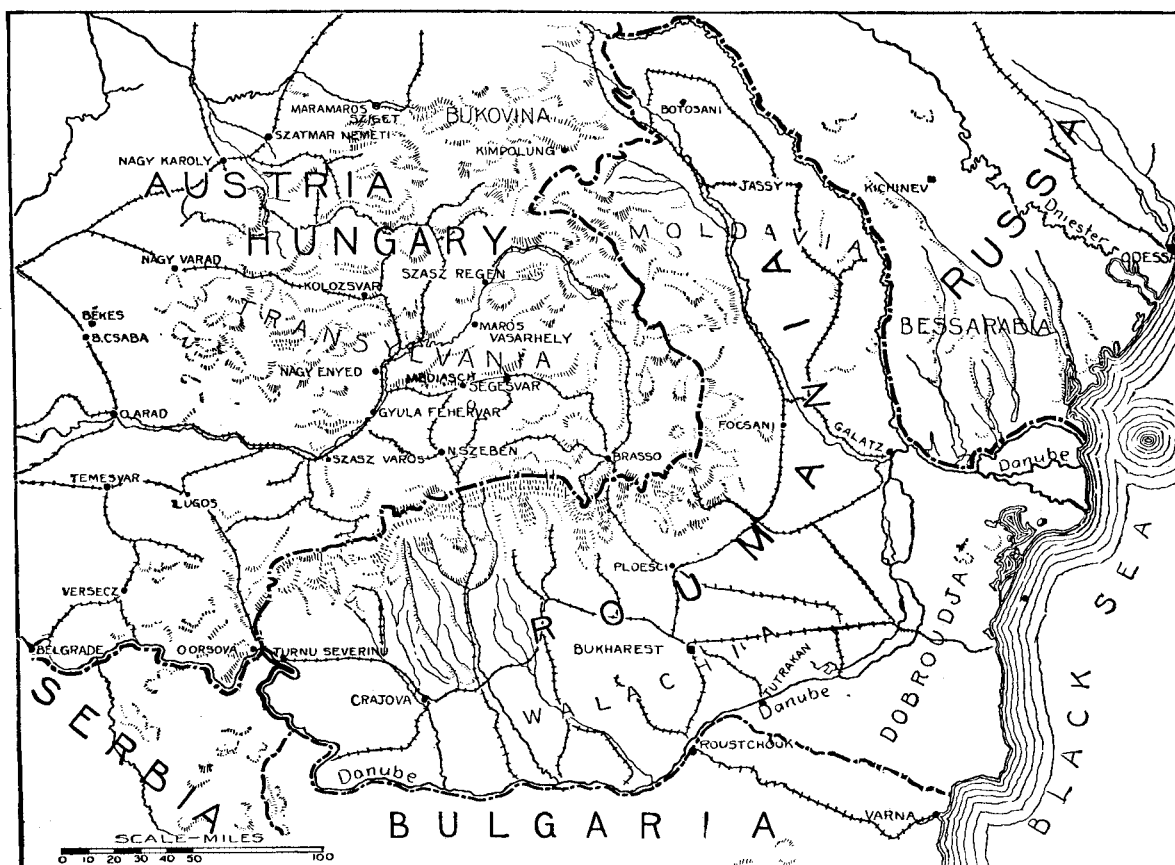 BOTOSANI
MARAMAROS
SZIGET
BUKOVINA
SZATMAR NEMETI
KIMPOLUNG
NAGY KAROLY
AUSTRIA
HUNGARY
JASSY
KICHINEV
RUSSIA
Dniester
ODESSA
MOLDAVIA
NAGY VARAD
SZASZ REGEN
KOLOZSVAR
TRANSYLVANIA
BÉKES
B.CSABA
MAROS
VASARHELY
BESSARABIA
NAGY ENYED
MEDIASCH
SEGESVAR
O.ARAD
GYULA FEHERVAR
FOCSANI
GALATZ
SZASZ VAROS
N.SZEBEN
BRASSO
Danube
TEMESVAR
LUGOS
ROUMANIA
PLOESCI
VERSECZ
DOBROUDJA
BLACK SEA
BELGRADE
O ORSOVA
TURNU SEVERINU
BUKHAREST
TUTRAKAN
CRAJOVA
WALACHIA
Danube
SERBIA
ROUSTCHOUK
Danube
BULGARIA
VARNA
SCALE-MILES
0 10 20 30 40 50 100